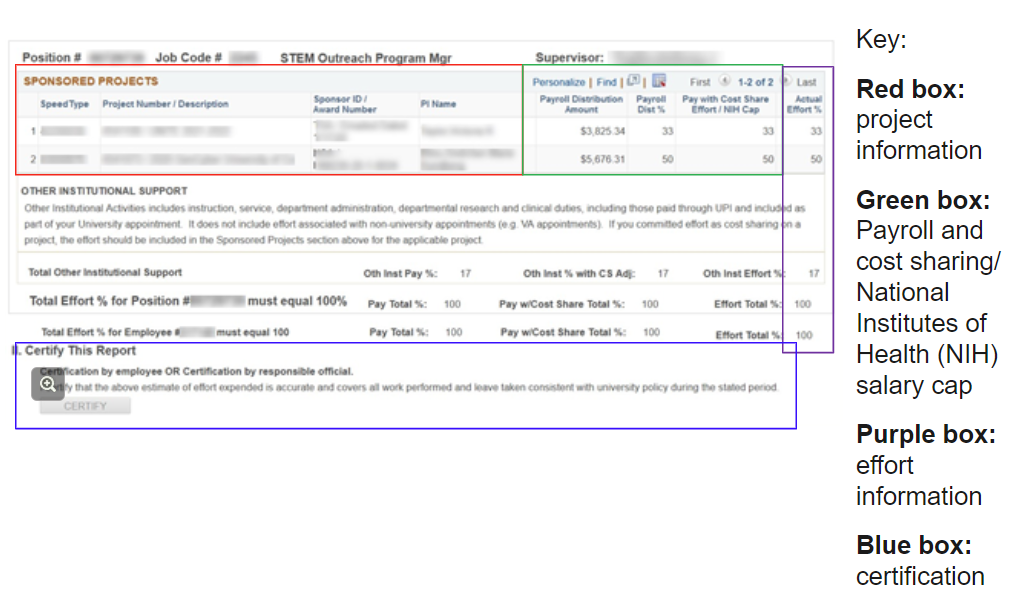 Position # Job Code # STEM Outreach Program Mgr Supervisor:
SPONSORED PROJECTS Personalize | Find | First 1-2 of 2 Last
SpeedType Project Number / Description Sponsor ID / Award Number PI Name Payroll Distribution Amount Payroll Dist % Pay with Cost Share Effort / NIH Cap Actual Effort %
1 $3,825.34 33 33 33
2 $5,676.31 50 50 50
OTHER INSTITUTIONAL SUPPORT
Other Institutional Activities includes instruction, service, department administration, departmental research and clinical duties, including those paid through UPI and included as
part of your University appointment. It does not include effort associated with non-university appointments (e.g. VA appointments). If you committed effort as cost sharing on a
project, the effort should be included in the Sponsored Projects section above for the applicable project.
Total Other Institutional Support Oth Inst Pay %: 17 Oth Inst % with CS Adj: 17 Oth Inst Effort %: 17
Total Effort % for Position # must equal 100% Pay Total %: 100 Pay w/Cost Share Total %: 100 Effort Total %: 100
Total Effort % for Employee # must equal 100 Pay Total %: 100 Pay w/Cost Share Total %: 100 Effort Total %: 100
II. Certify This Report
Certification by employee OR Certification by responsible official.
that the above estimate of effort expended is accurate and covers all work performed and leave taken consistent with university policy during the stated period.
CERTIFY
Key:
Red box:
project
information
Green box:
Payroll and
cost sharing/
National
Institutes of
Health (NIH)
salary cap
Purple box:
effort
information
Blue box:
certification